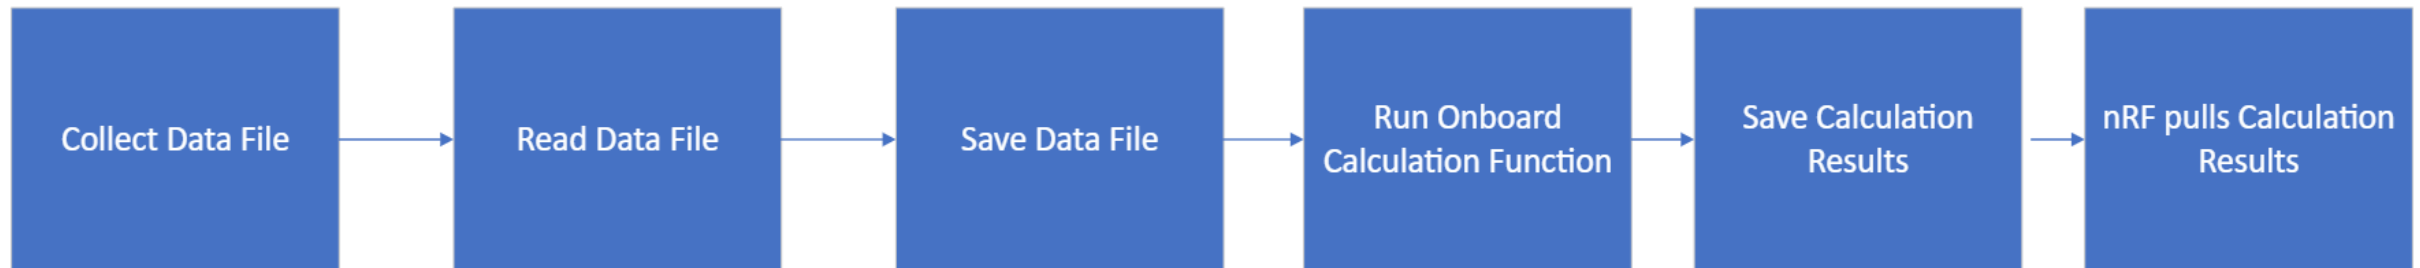 Collect Data File
Read Data File
Save Data File
Run Onboard
Calculation Function
Save Calculation
Results
nRF pulls Calculation
Results